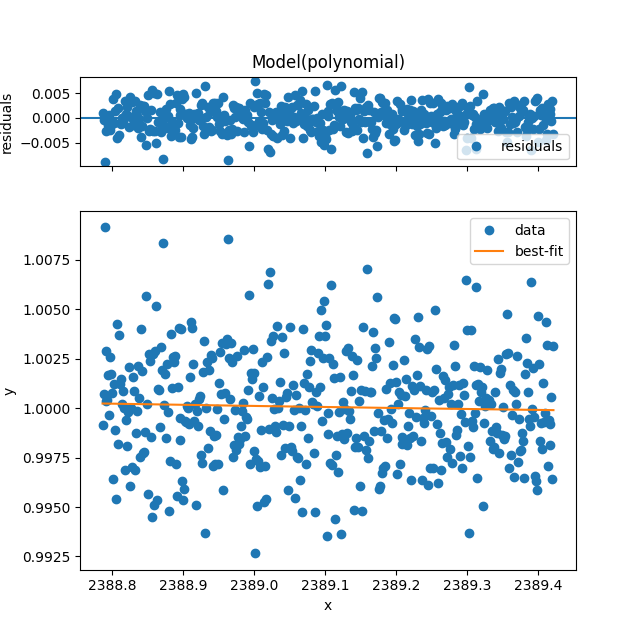 Model(polynomial)
residuals
0.005
0.000
−0.005
residuals
y
1.0075
1.0050
1.0025
1.0000
0.9975
0.9950
0.9925
data
best-fit
2388.8 2388.9 2389.0 2389.1 2389.2 2389.3 2389.4
x